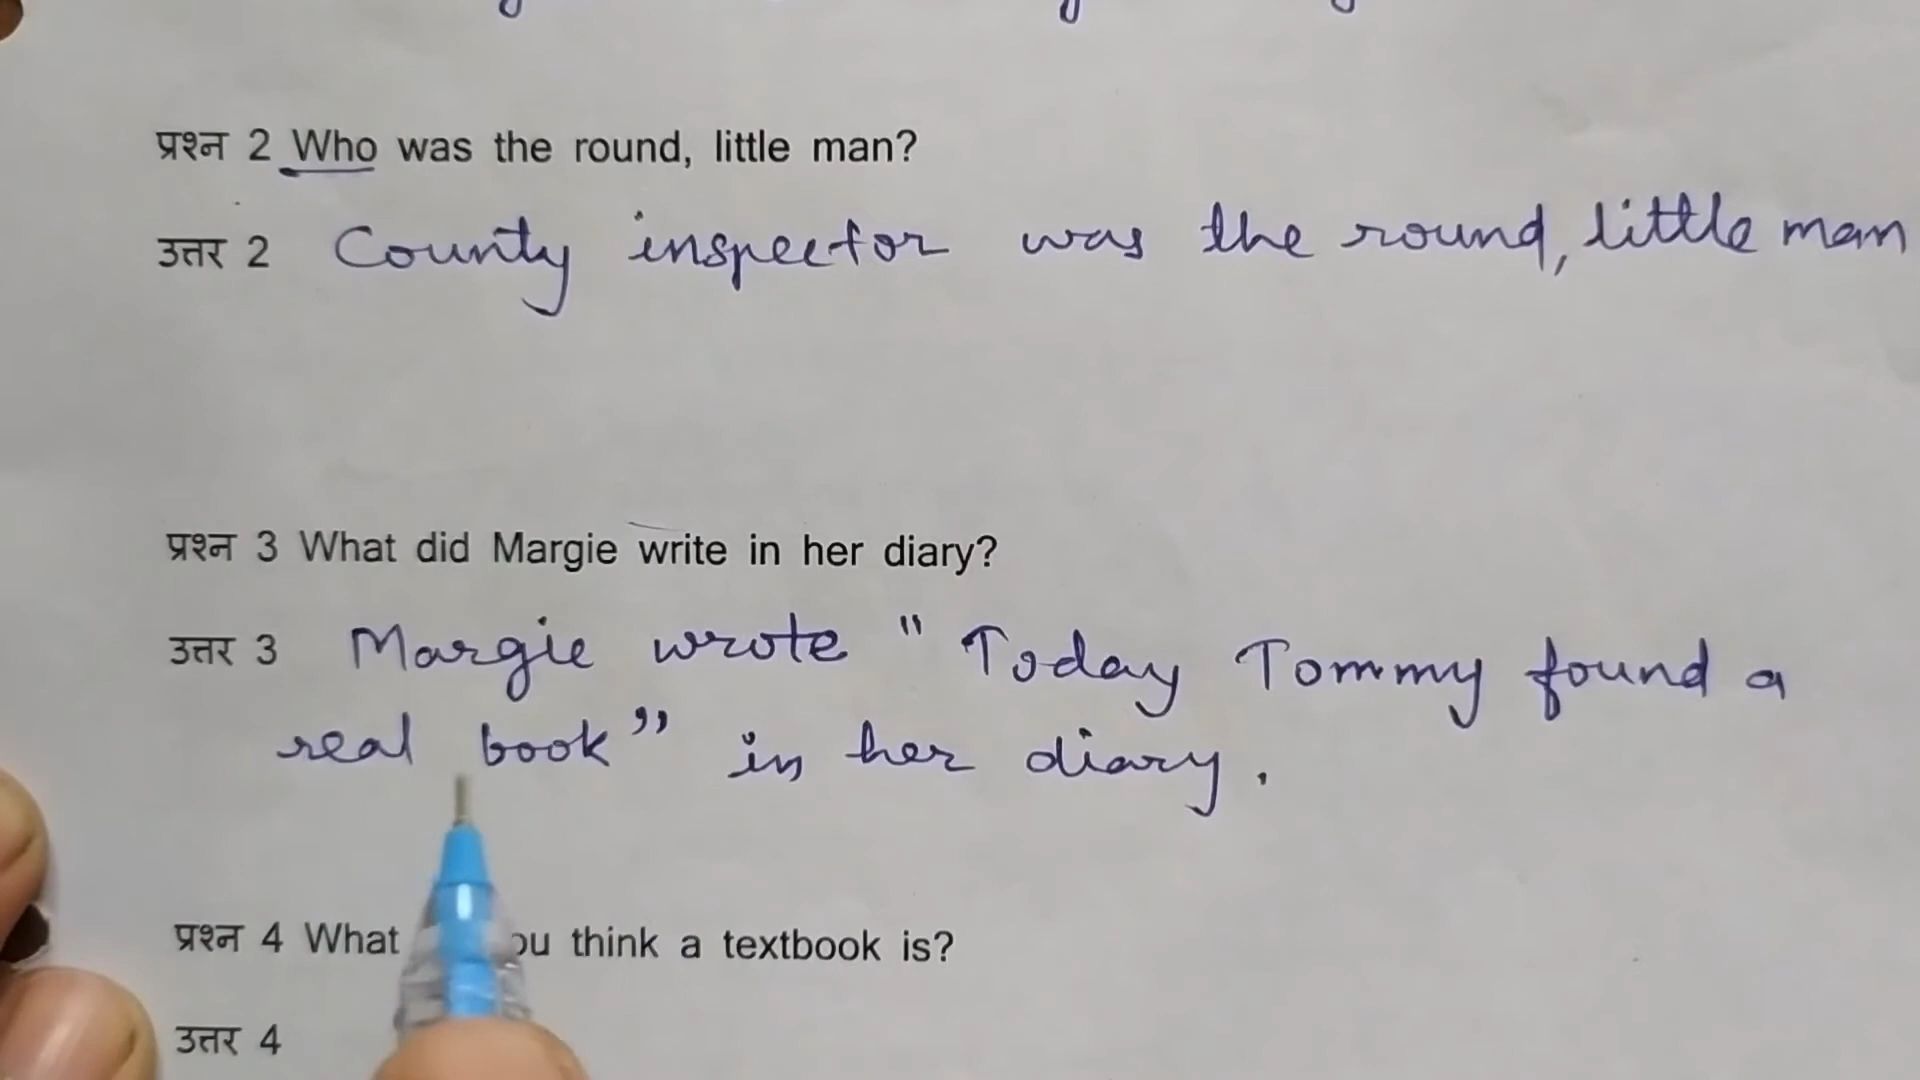 प्रश्न 2 Who was the round, little man?
उत्तर 2 County inspector was the round, little man
प्रश्न 3 What did Margie write in her diary?
उत्तर 3 Margie wrote " Today Tommy found a
real book" in her diary.
प्रश्न 4 What ou think a textbook is?
उत्तर 4